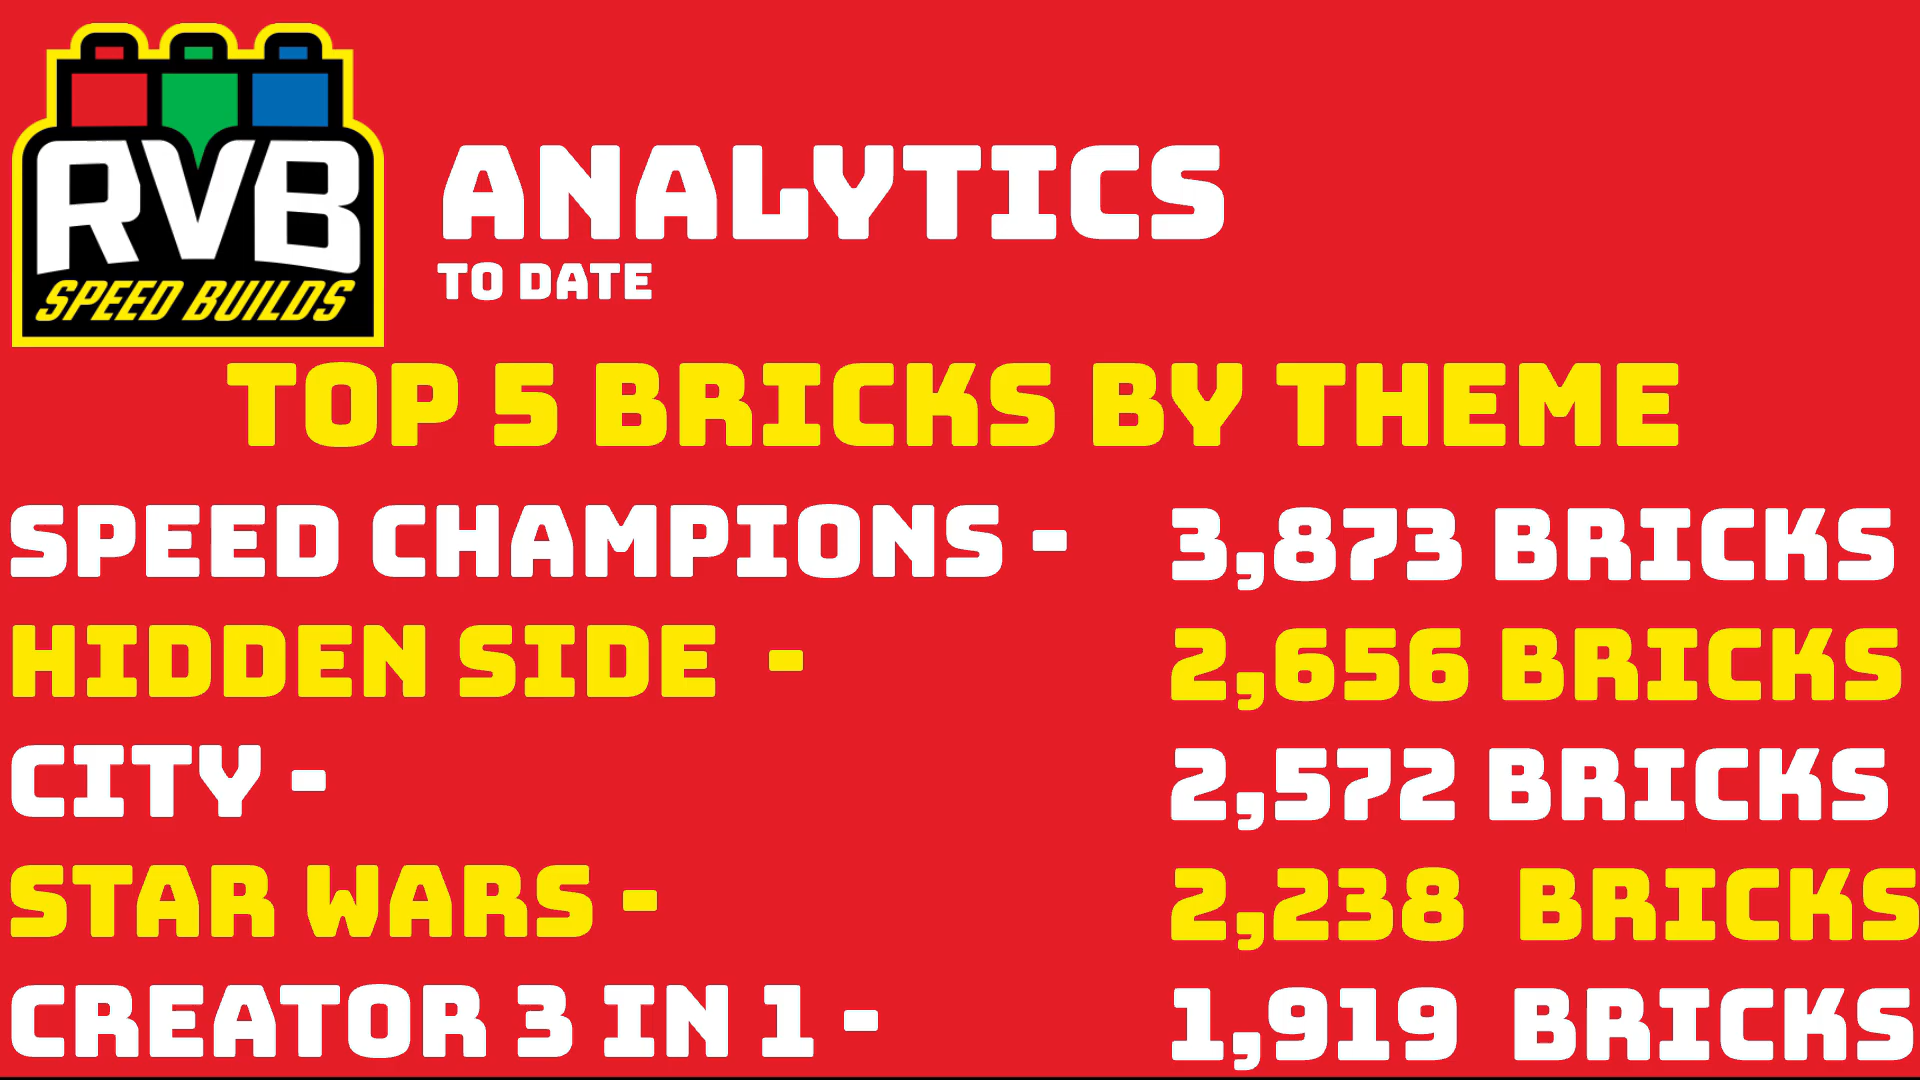 RVB
SPEED BUILDS
ANALYTICS
TO DATE
TOP 5 BRICKS BY THEME
SPEED CHAMPIONS - 3,873 BRICKS
HIDDEN SIDE - 2,656 BRICKS
CITY - 2,572 BRICKS
STAR WARS - 2,238 BRICKS
CREATOR 3 IN 1 - 1,919 BRICKS